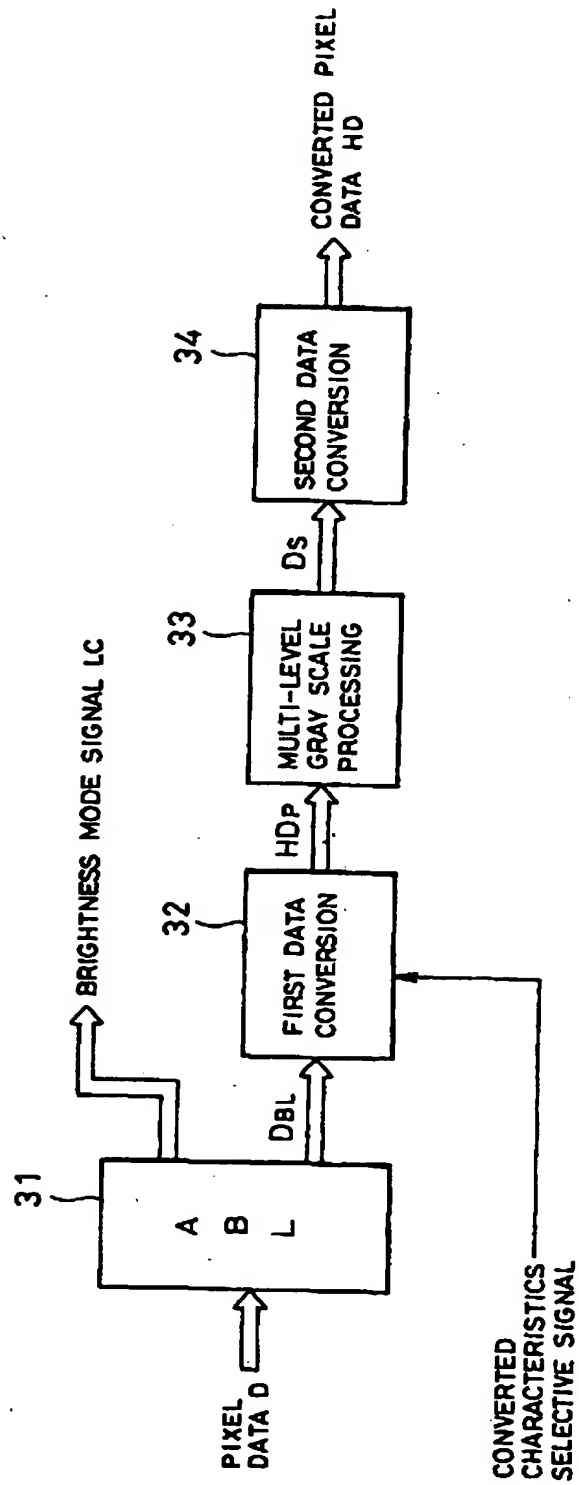 PIXEL
DATA D
31
A B L
BRIGHTNESS MODE SIGNAL LC
DBL
CONVERTED
CHARACTERISTICS
SELECTIVE SIGNAL
32
FIRST DATA
CONVERSION
HDP
33
MULTI-LEVEL
GRAY SCALE
PROCESSING
DS
34
SECOND DATA
CONVERSION
CONVERTED PIXEL
DATA HD